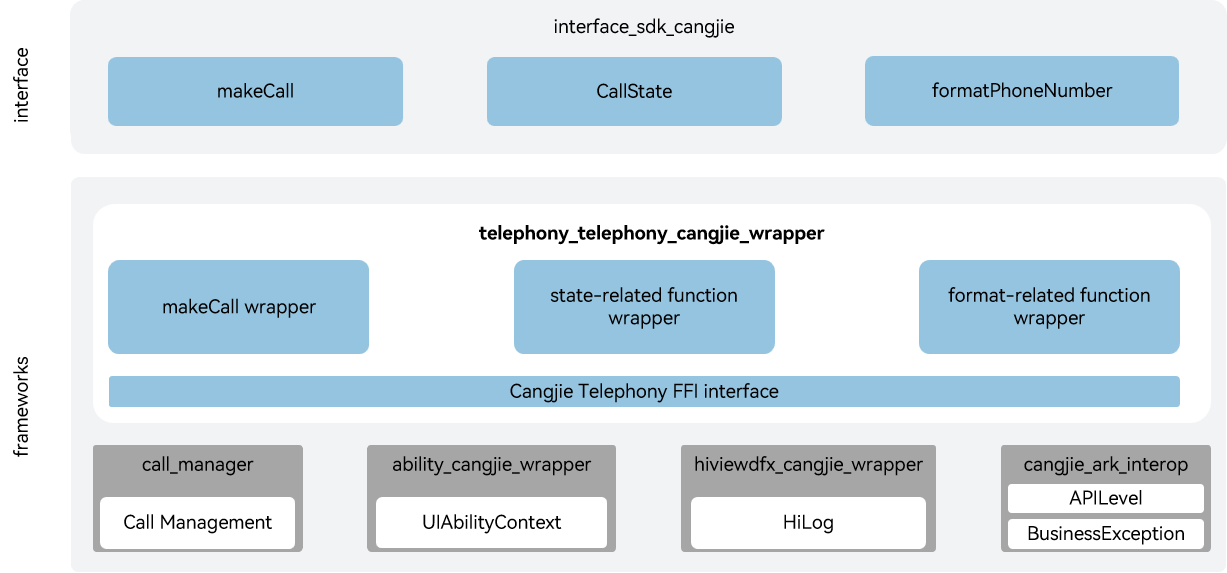 interface
interface_sdk_cangjie
makeCall
CallState
formatPhoneNumber
frameworks
telephony_telephony_cangjie_wrapper
makeCall wrapper
state-related function
wrapper
format-related function
wrapper
Cangjie Telephony FFI interface
call_manager
Call Management
ability_cangjie_wrapper
UIAbilityContext
hiviewdfx_cangjie_wrapper
HiLog
cangjie_ark_interop
APILevel
BusinessException